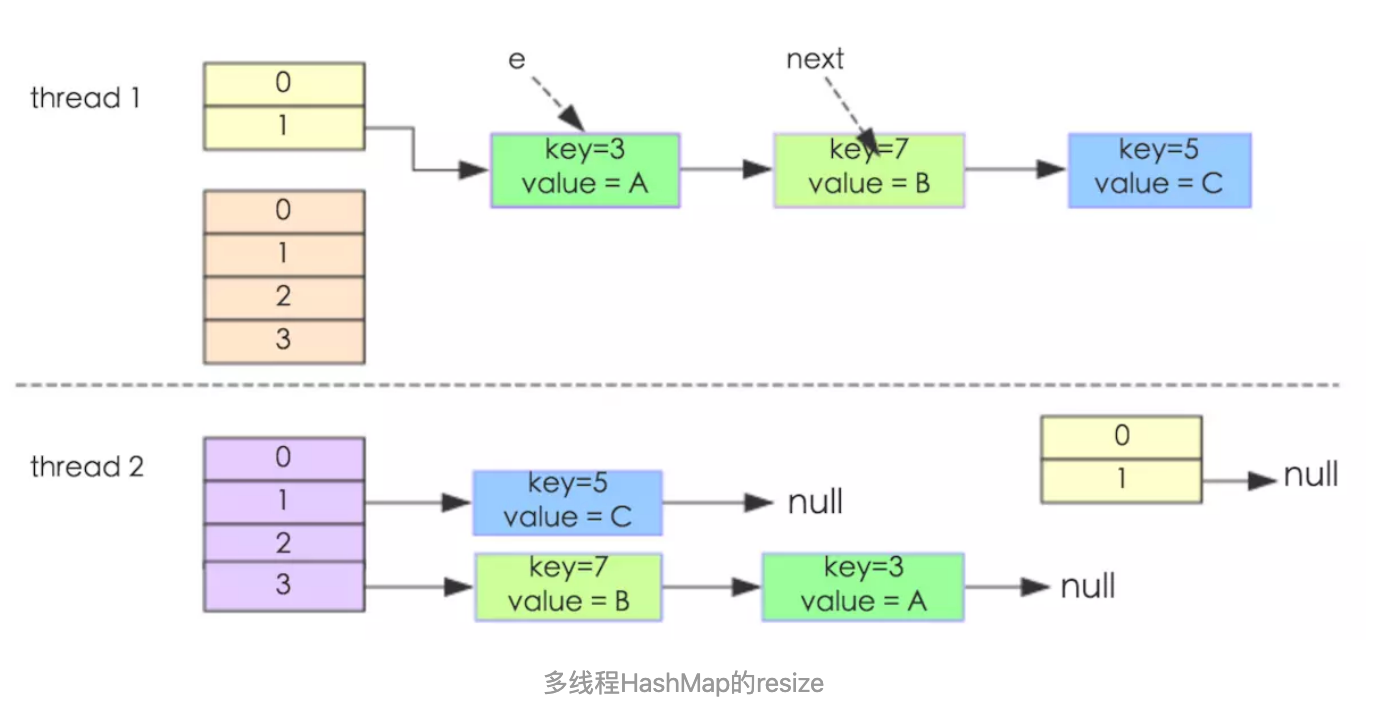 e
next
thread 1
0
1
key=3
value = A
key=7
value = B
key=5
value = C
0
1
2
3
thread 2
0
1
2
3
key=5
value = C
null
key=7
value = B
key=3
value = A
null
0
1
null
多线程HashMap的resize